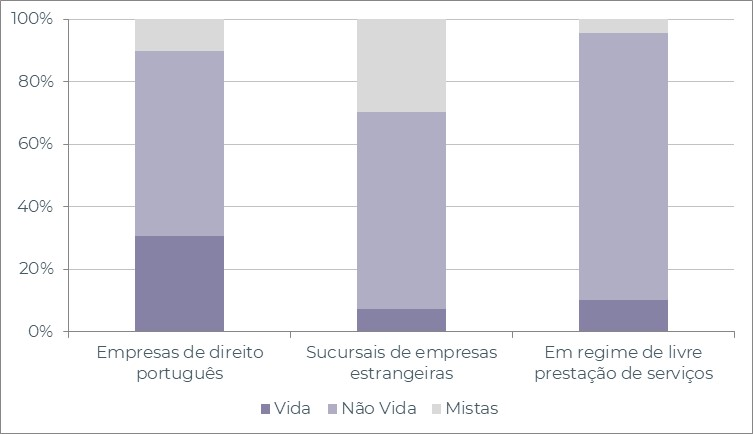 100%
80%
60%
40%
20%
0%
Empresas de direito
português
Sucursais de empresas
estrangeiras
Em regime de livre
prestação de serviços
Vida Não Vida Mistas